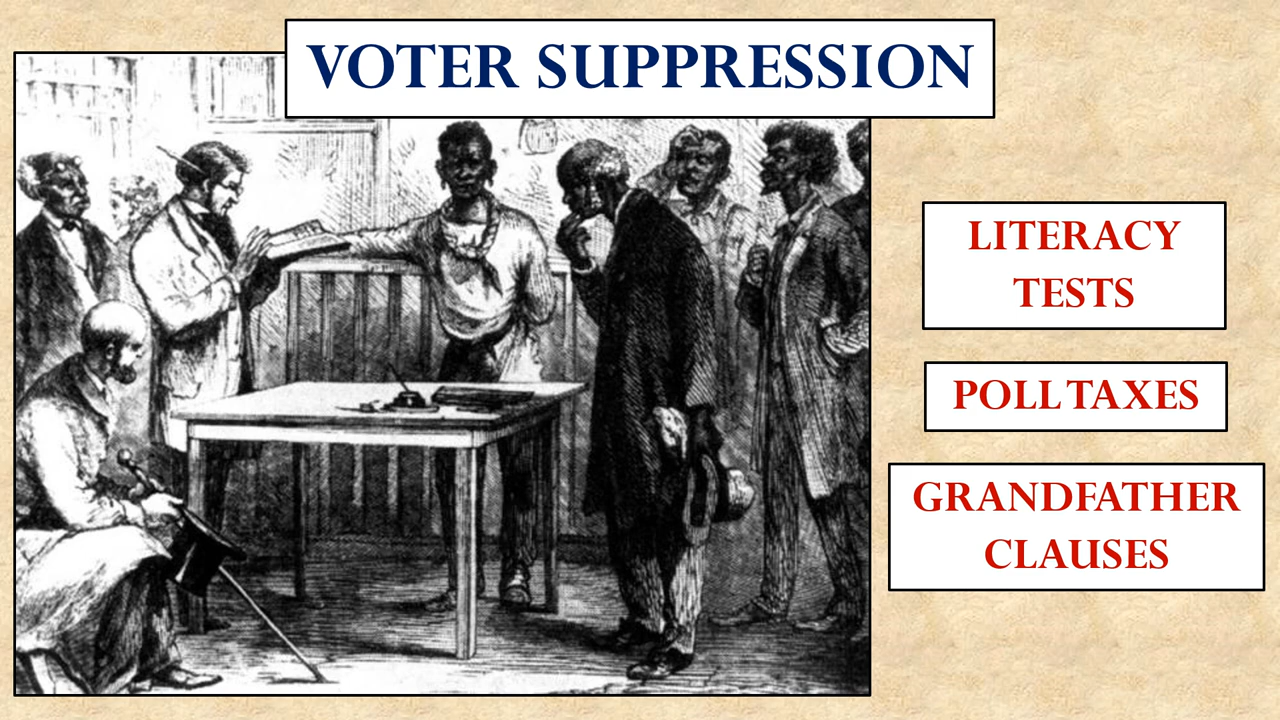 VOTER SUPPRESSION
LITERACY
TESTS
POLL TAXES
GRANDFATHER
CLAUSES